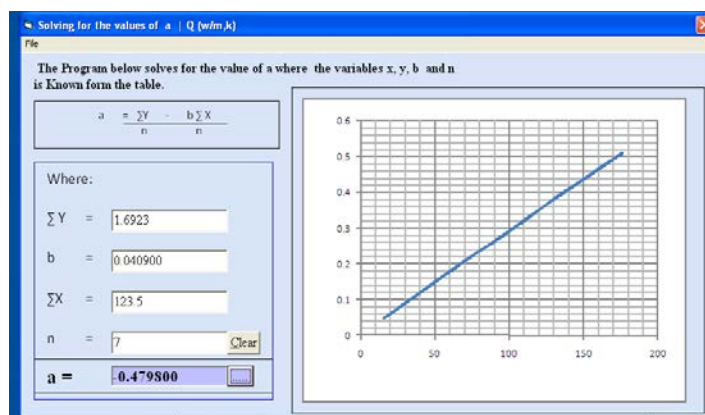 Solving for the values of a | Q (w/m,k)
File
The Program below solves for the value of a where the variables x, y, b and n
is Known form the table.
a = ∑Y - b∑X
n n
Where:
∑Y = 1.6923
b = 0.040900
∑X = 123.5
n = 7 Clear
a = -0.479800 ......
0.6
0.5
0.4
0.3
0.2
0.1
0
0 50 100 150 200